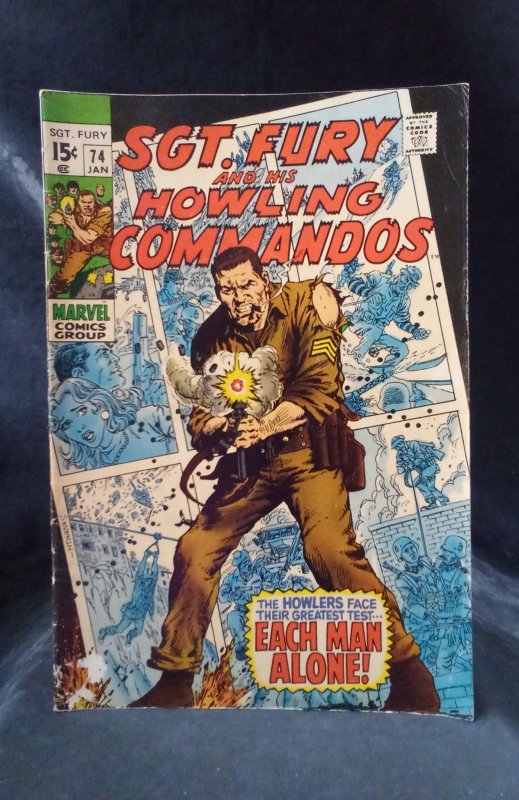 SGT. FURY
15¢
74
JAN
CC
MARVEL
COMICS
GROUP
APPROVED
BY THE
COMICS
CODE
AUTHORITY
SGT. FURY
AND HIS
HOWLING
COMMANDOS
THE HOWLERS FACE
THEIR GREATEST TEST...
EACH MAN
ALONE!